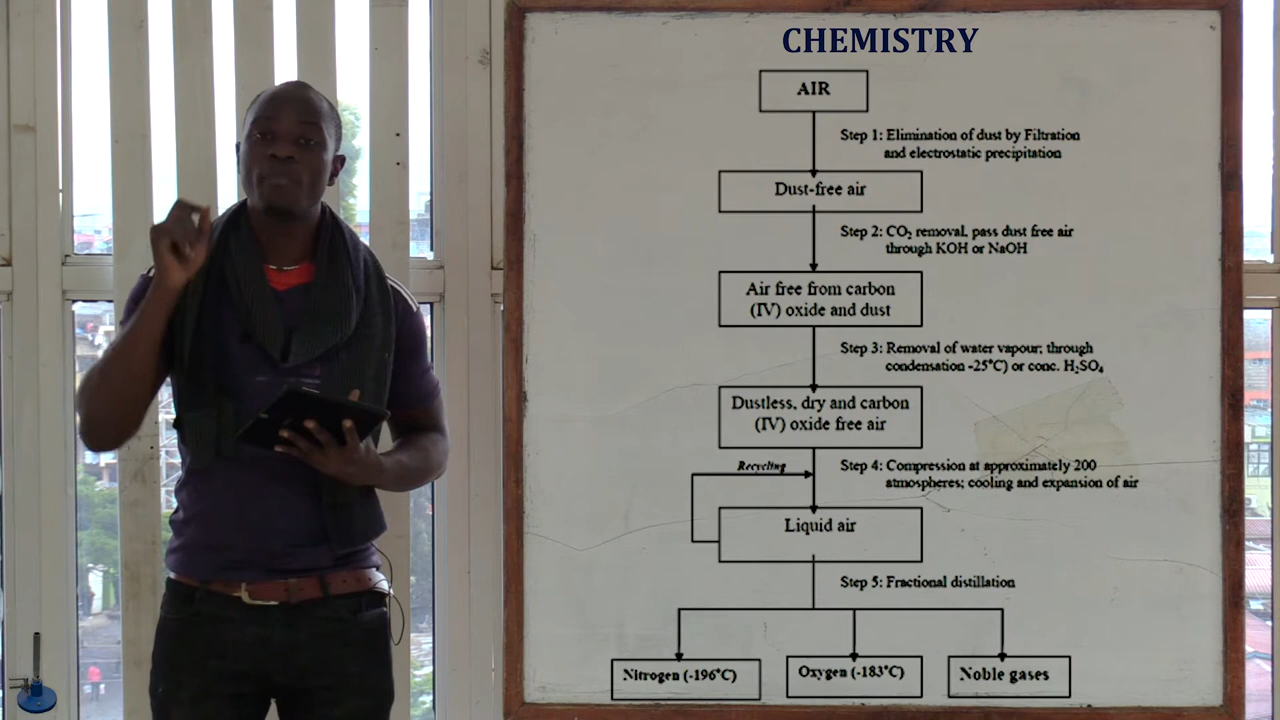 CHEMISTRY
AIR
Step 1: Elimination of dust by Filtration
and electrostatic precipitation
Dust-free air
Step 2: CO₂ removal, pass dust free air
through KOH or NaOH
Air free from carbon
(IV) oxide and dust
Step 3: Removal of water vapour; through
condensation -25°C) or conc. H₂SO₄
Dustless, dry and carbon
(IV) oxide free air
Recycling
Step 4: Compression at approximately 200
atmospheres; cooling and expansion of air
Liquid air
Step 5: Fractional distillation
Nitrogen (-196°C)
Oxygen (-183°C)
Noble gases